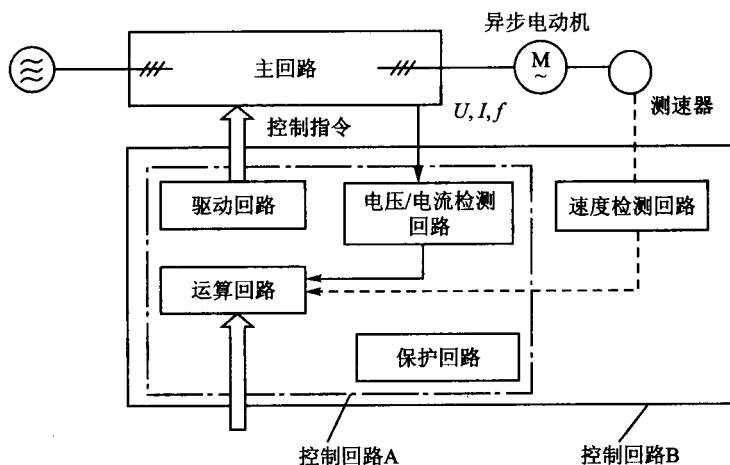 异步电动机
主回路
M
~
控制指令
U, I, f
测速器
驱动回路
电压/电流检测
回路
速度检测回路
运算回路
保护回路
控制回路A
控制回路B